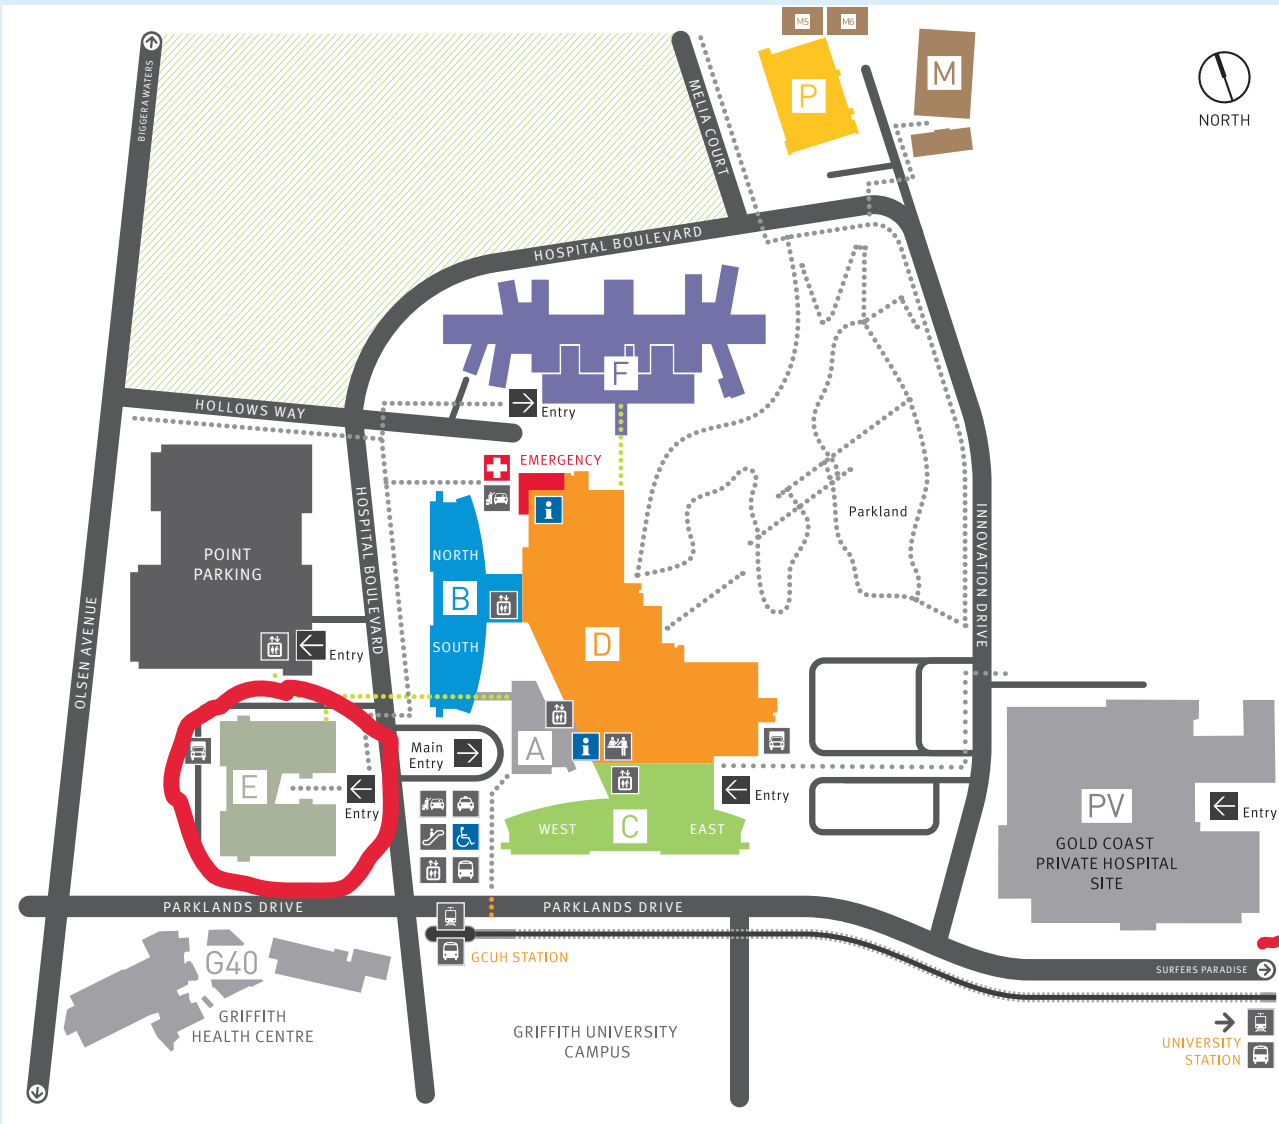 M5
M6
M
P
NORTH
BIGGERA WATERS
MELIA COURT
HOSPITAL BOULEVARD
F
HOLLOWS WAY
Entry
EMERGENCY
i
Parkland
POINT
PARKING
HOSPITAL BOULEVARD
NORTH
B
SOUTH
D
INNOVATION DRIVE
OLSEN AVENUE
Entry
A
i
Main
Entry
E
Entry
Entry
WEST
C
EAST
PV
GOLD COAST
PRIVATE HOSPITAL
SITE
Entry
PARKLANDS DRIVE
PARKLANDS DRIVE
GCUH STATION
G40
GRIFFITH
HEALTH CENTRE
GRIFFITH UNIVERSITY
CAMPUS
SURFERS PARADISE
UNIVERSITY
STATION